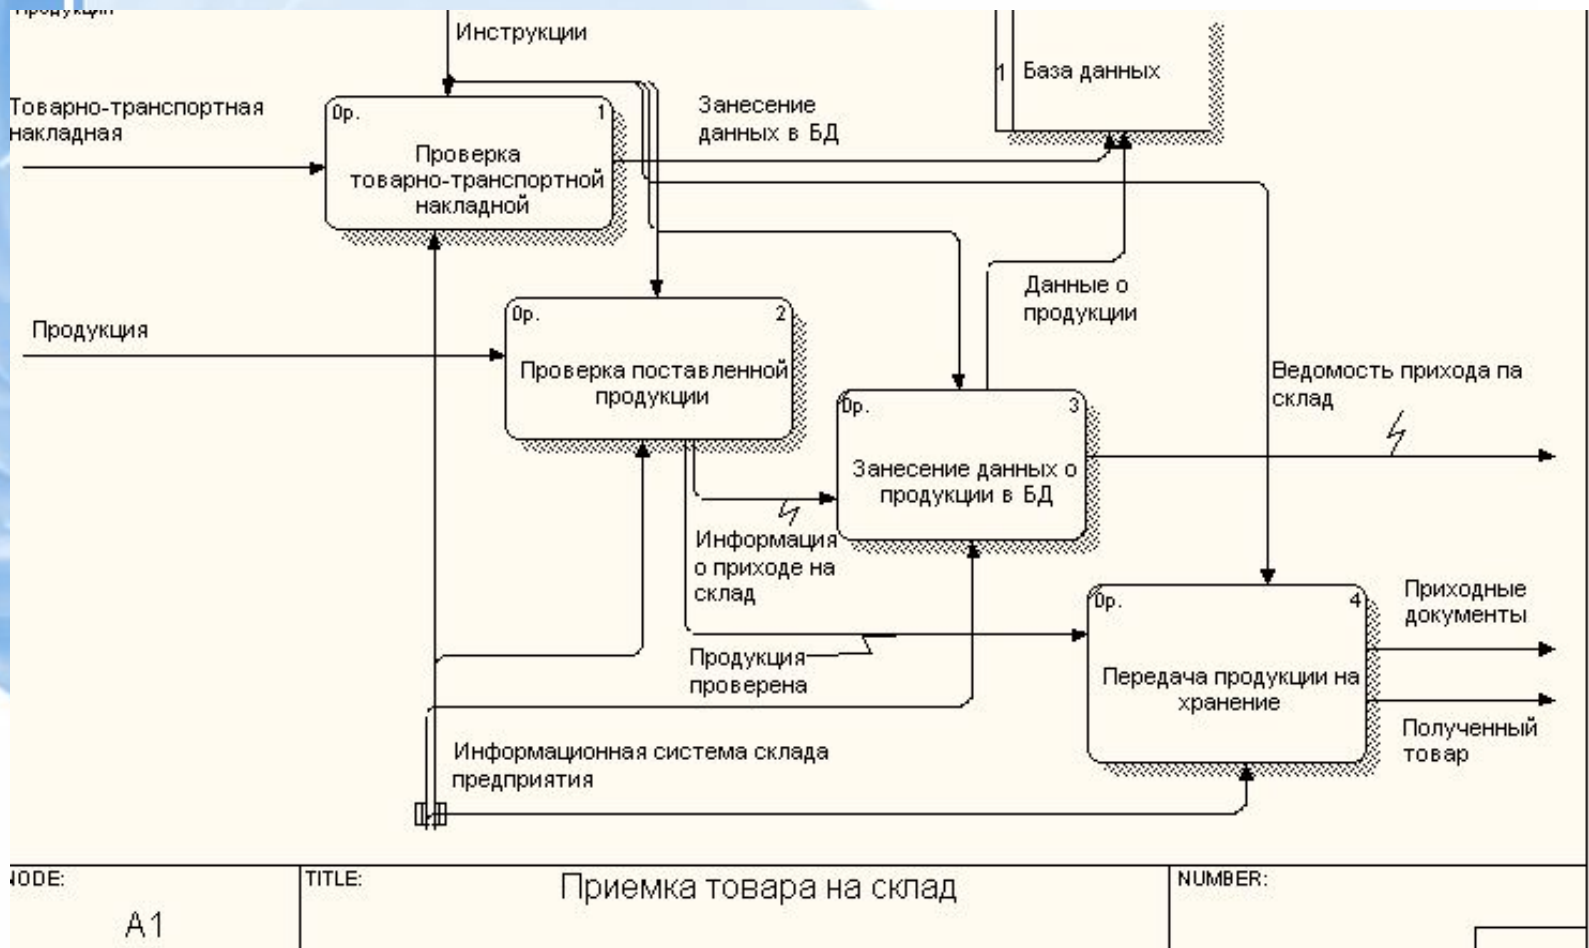 Продукции
Инструкции
1
База данных
Товарно-транспортная
накладная
0р.
1
Проверка
товарно-транспортной
накладной
Занесение
данных в БД
Данные о
продукции
Продукция
0р.
2
Проверка поставленной
продукции
Ведомость прихода па
склад
0р.
3
Занесение данных о
продукции в БД
Информация
о приходе на
склад
0р.
4
Передача продукции на
хранение
Приходные
документы
Продукция
проверена
Полученный
товар
Информационная система склада
предприятия
NODE:
A1
TITLE:
Приемка товара на склад
NUMBER: